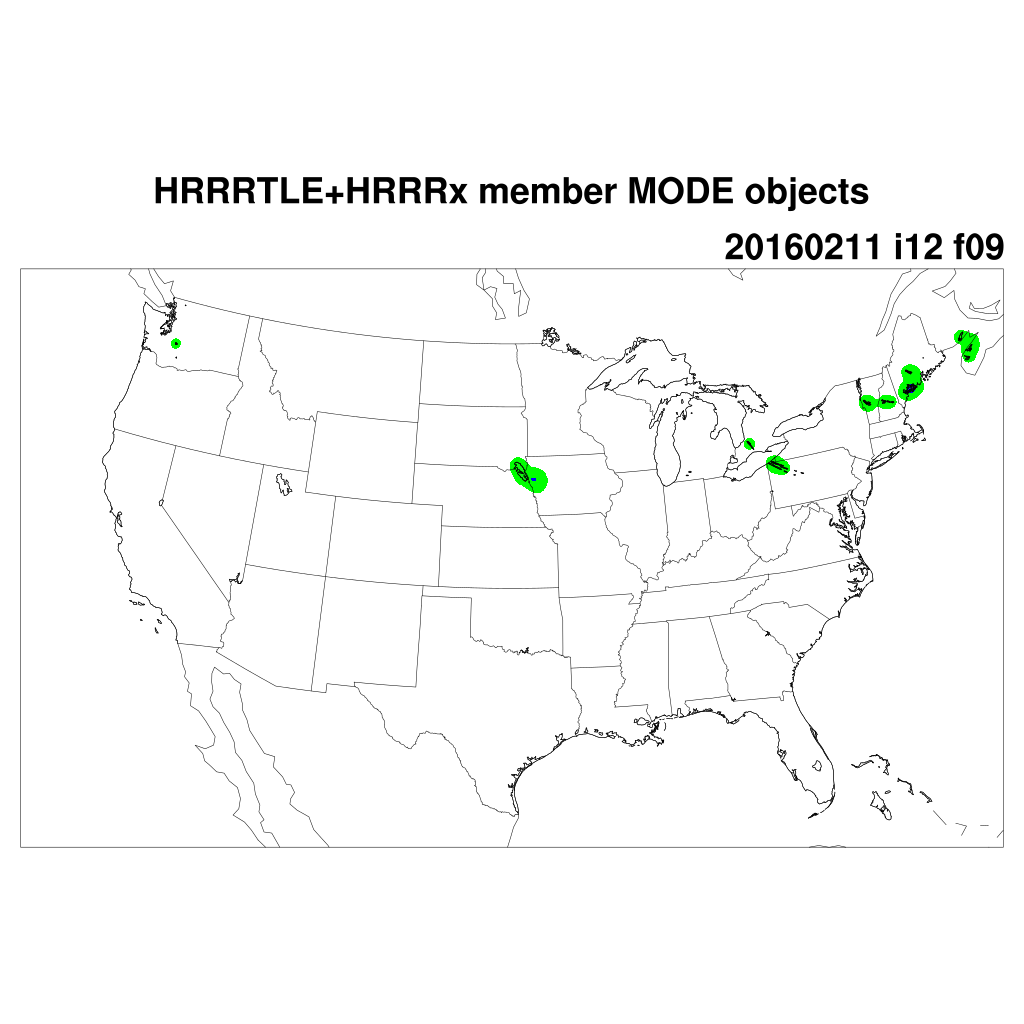 HRRRTLE+HRRRx member MODE objects
20160211 i12 f09